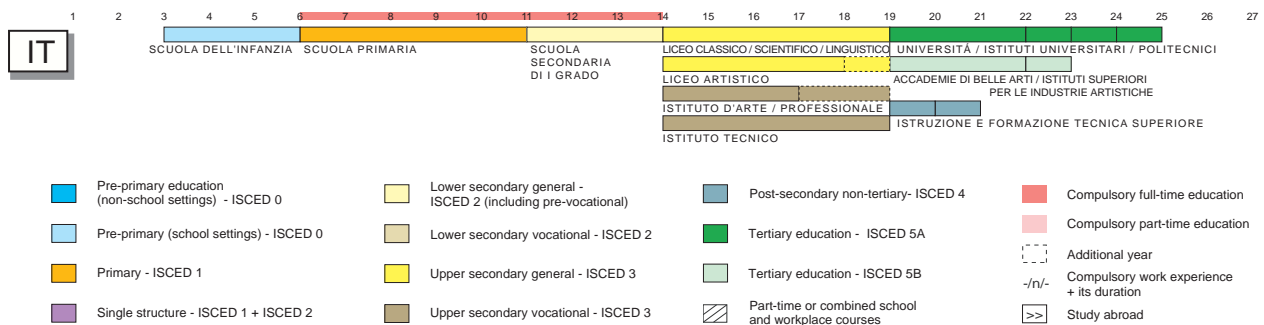 1 2 3 4 5 6 7 8 9 10 11 12 13 14 15 16 17 18 19 20 21 22 23 24 25 26 27
IT
SCUOLA DELL'INFANZIA
SCUOLA PRIMARIA
SCUOLA
SECONDARIA
DI I GRADO
LICEO CLASSICO / SCIENTIFICO / LINGUISTICO
UNIVERSITÁ / ISTITUTI UNIVERSITARI / POLITECNICI
LICEO ARTISTICO
ACCADEMIE DI BELLE ARTI / ISTITUTI SUPERIORI
PER LE INDUSTRIE ARTISTICHE
ISTITUTO D'ARTE / PROFESSIONALE
ISTRUZIONE E FORMAZIONE TECNICA SUPERIORE
ISTITUTO TECNICO
Pre-primary education
(non-school settings) - ISCED 0
Pre-primary (school settings) - ISCED 0
Primary - ISCED 1
Single structure - ISCED 1 + ISCED 2
Lower secondary general -
ISCED 2 (including pre-vocational)
Lower secondary vocational - ISCED 2
Upper secondary general - ISCED 3
Upper secondary vocational - ISCED 3
Post-secondary non-tertiary- ISCED 4
Tertiary education - ISCED 5A
Tertiary education - ISCED 5B
Part-time or combined school
and workplace courses
Compulsory full-time education
Compulsory part-time education
Additional year
-/n/- Compulsory work experience
+ its duration
>> Study abroad